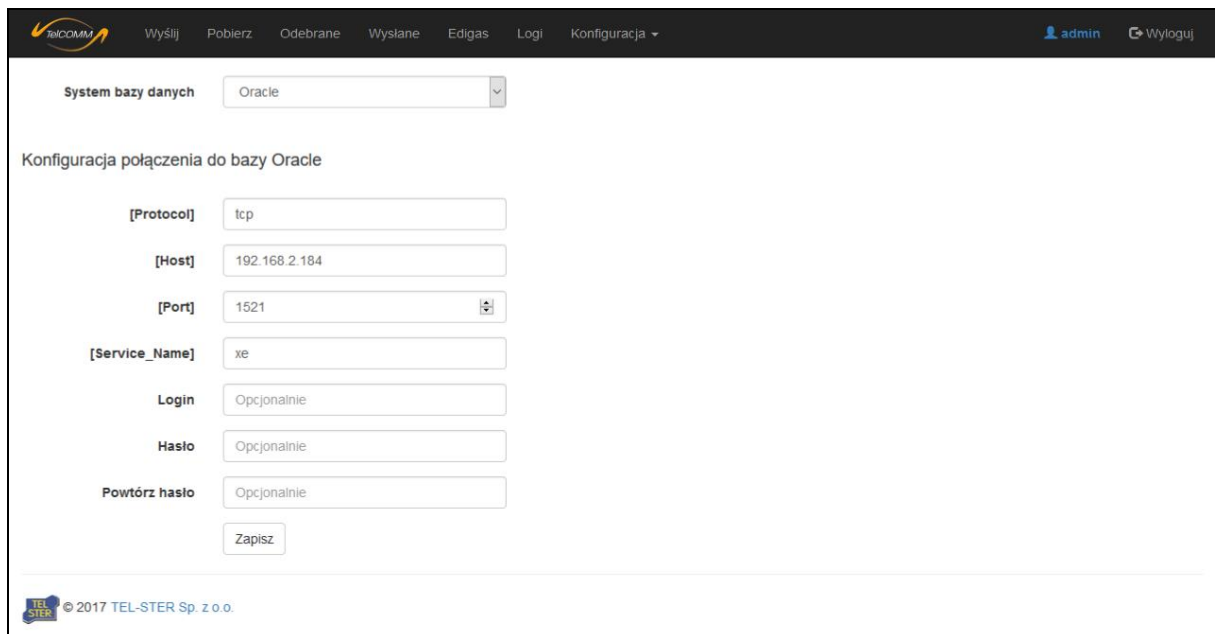 TelCOMM Wyślij Pobierz Odebrane Wysłane Edigas Logi Konfiguracja admin Wyloguj
System bazy danych Oracle
Konfiguracja połączenia do bazy Oracle
[Protocol] tcp
[Host] 192.168.2.184
[Port] 1521
[Service_Name] xe
Login Opcjonalnie
Hasło Opcjonalnie
Powtórz hasło Opcjonalnie
Zapisz
TEL STER © 2017 TEL-STER Sp. z o.o.